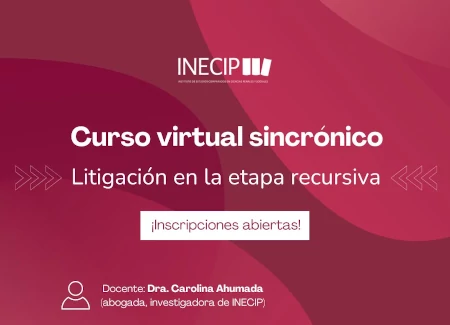 INECIP
Curso virtual sincrónico
Litigación en la etapa recursiva
¡Inscripciones abiertas!
Docente: Dra. Carolina Ahumada
(abogada, investigadora de INECIP)